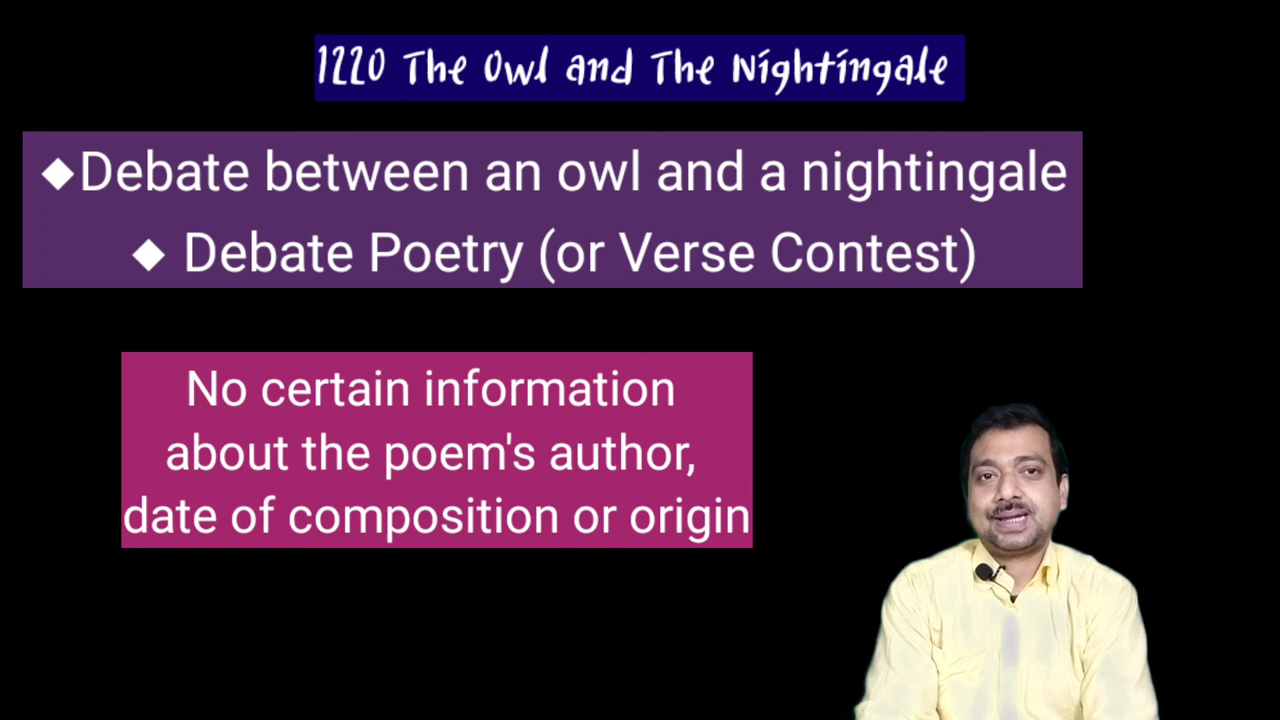 1220 The Owl and The Nightingale
◆Debate between an owl and a nightingale
◆ Debate Poetry (or Verse Contest)
No certain information
about the poem's author,
date of composition or origin